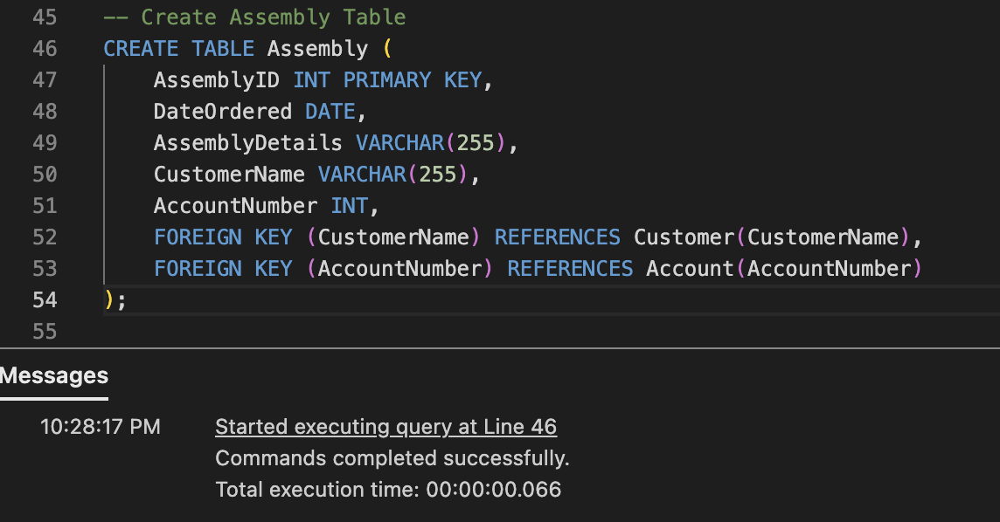 45 -- Create Assembly Table
46 CREATE TABLE Assembly (
47 AssemblyID INT PRIMARY KEY,
48 DateOrdered DATE,
49 AssemblyDetails VARCHAR(255),
50 CustomerName VARCHAR(255),
51 AccountNumber INT,
52 FOREIGN KEY (CustomerName) REFERENCES Customer(CustomerName),
53 FOREIGN KEY (AccountNumber) REFERENCES Account(AccountNumber)
54 );
55
Messages
10:28:17 PM Started executing query at Line 46
Commands completed successfully.
Total execution time: 00:00:00.066